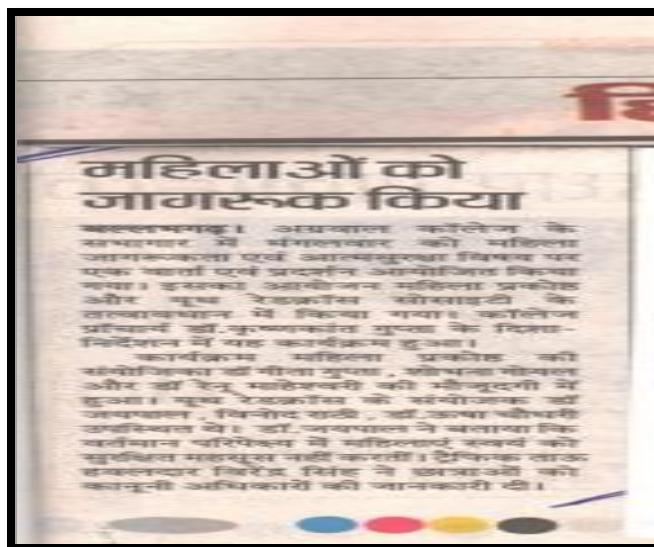 महिलाओं को
जागरूक किया
बल्लभगढ़। अग्रवाल कॉलेज के
सभागार में मंगलवार को महिला
जागरूकता एवं आत्मसुरक्षा विषय पर
एक वार्ता एवं प्रदर्शन आयोजित किया
गया। इसका आयोजन महिला प्रकोष्ठ
और यूथ रेडक्रॉस सोसाइटी के
तत्वावधान में किया गया। कॉलेज
प्राचार्य डॉ. कृष्णकांत गुप्ता के दिशा-
निर्देशन में यह कार्यक्रम हुआ।
कार्यक्रम महिला प्रकोष्ठ की
संयोजिका डॉ गीता गुप्ता, शोभना गोयल
और डॉ रेनू माहेश्वरी की मौजूदगी में
हुआ। यूथ रेडक्रॉस के संयोजक डॉ
जयपाल, विनोद राठी, डॉ. ऊषा चौधरी
उपस्थित थे। डॉ. जयपाल ने बताया कि
वर्तमान परिपेक्ष्य में महिलाएं स्वयं को
सुरक्षित महसूस नहीं करतीं। ट्रैफिक ताऊ
हवलदार बिरेंद्र सिंह ने छात्राओं को
कानूनी अधिकारों की जानकारी दी।